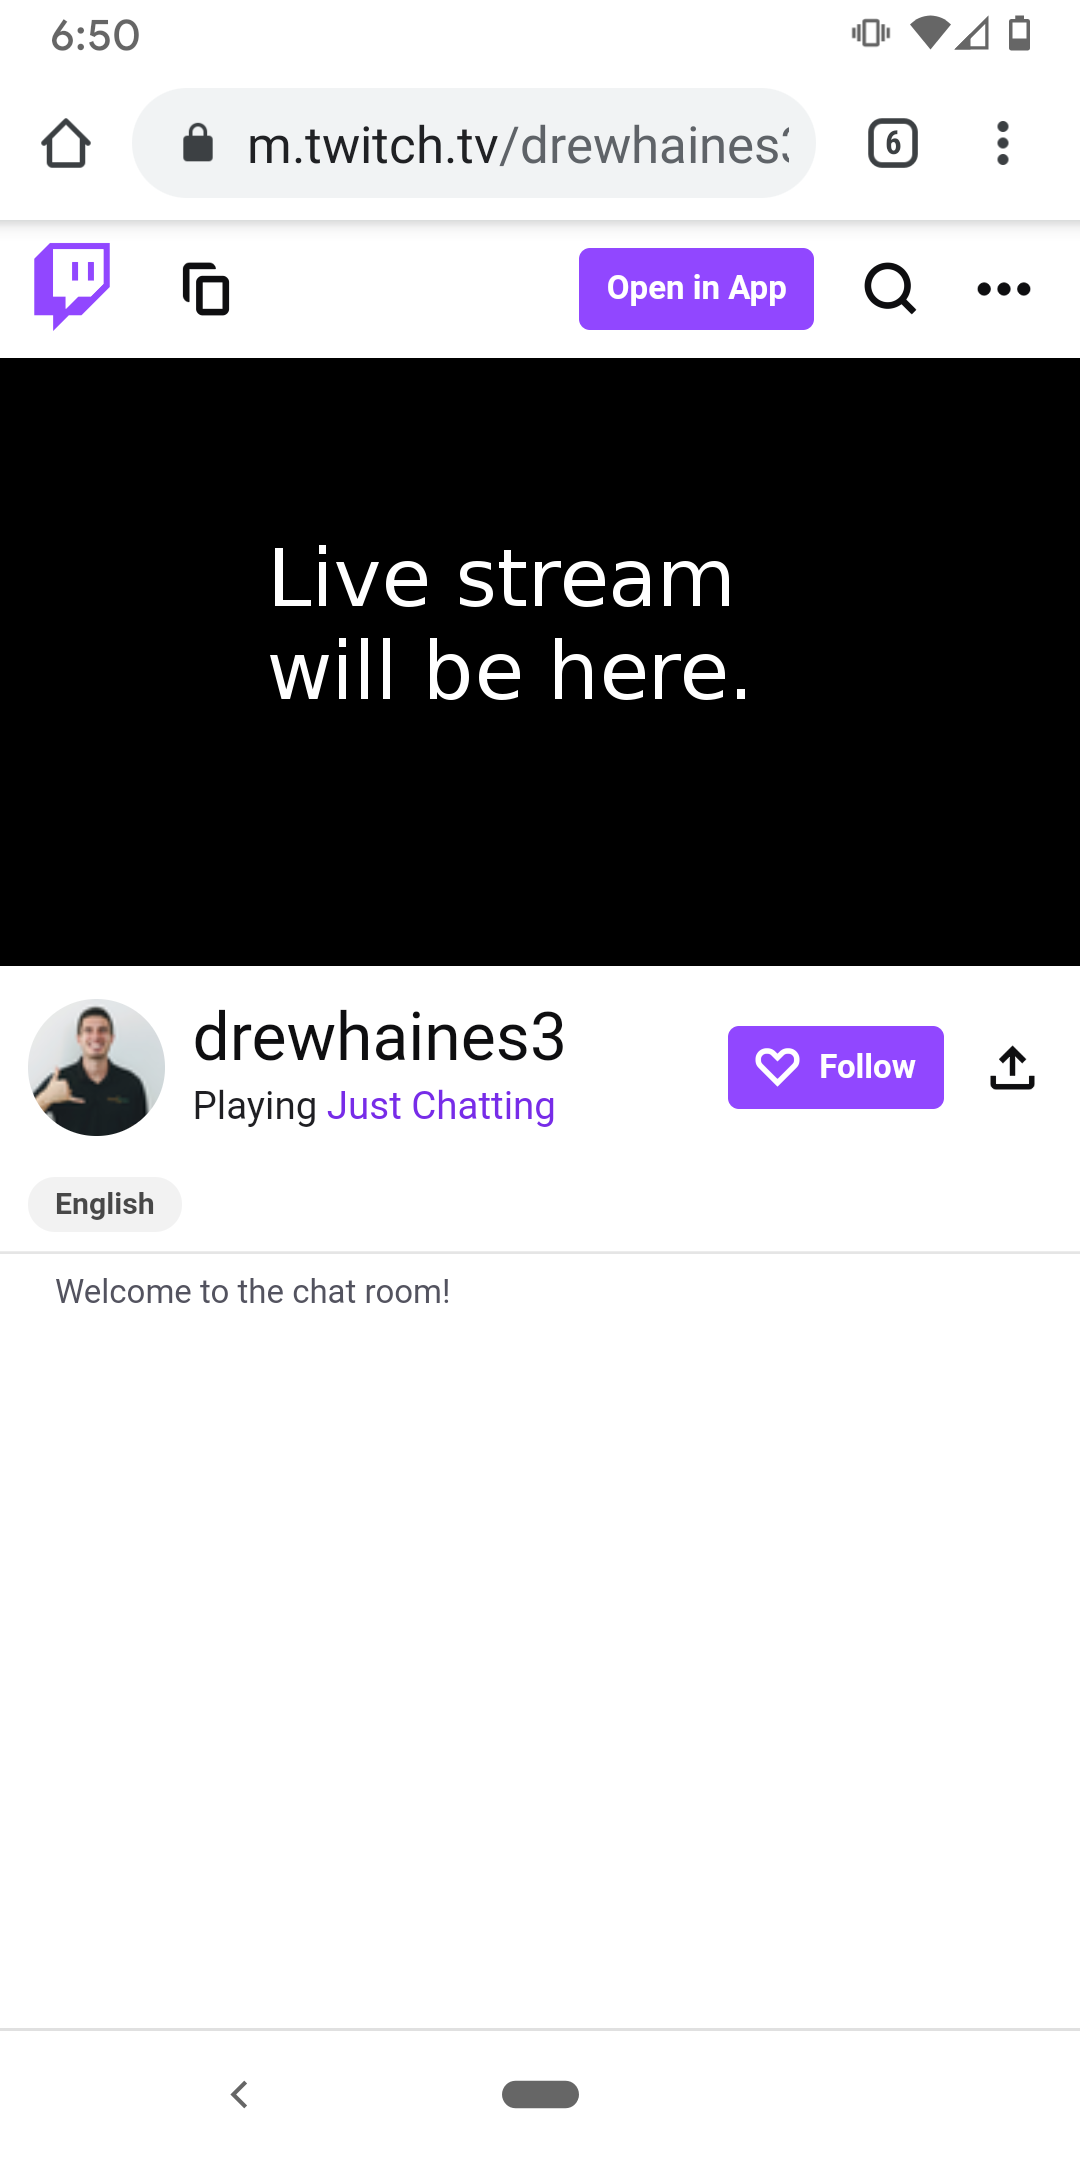 6:50
m.twitch.tv/drewhaines
6
Open in App
Live stream
will be here.
drewhaines3
Playing Just Chatting
Follow
English
Welcome to the chat room!